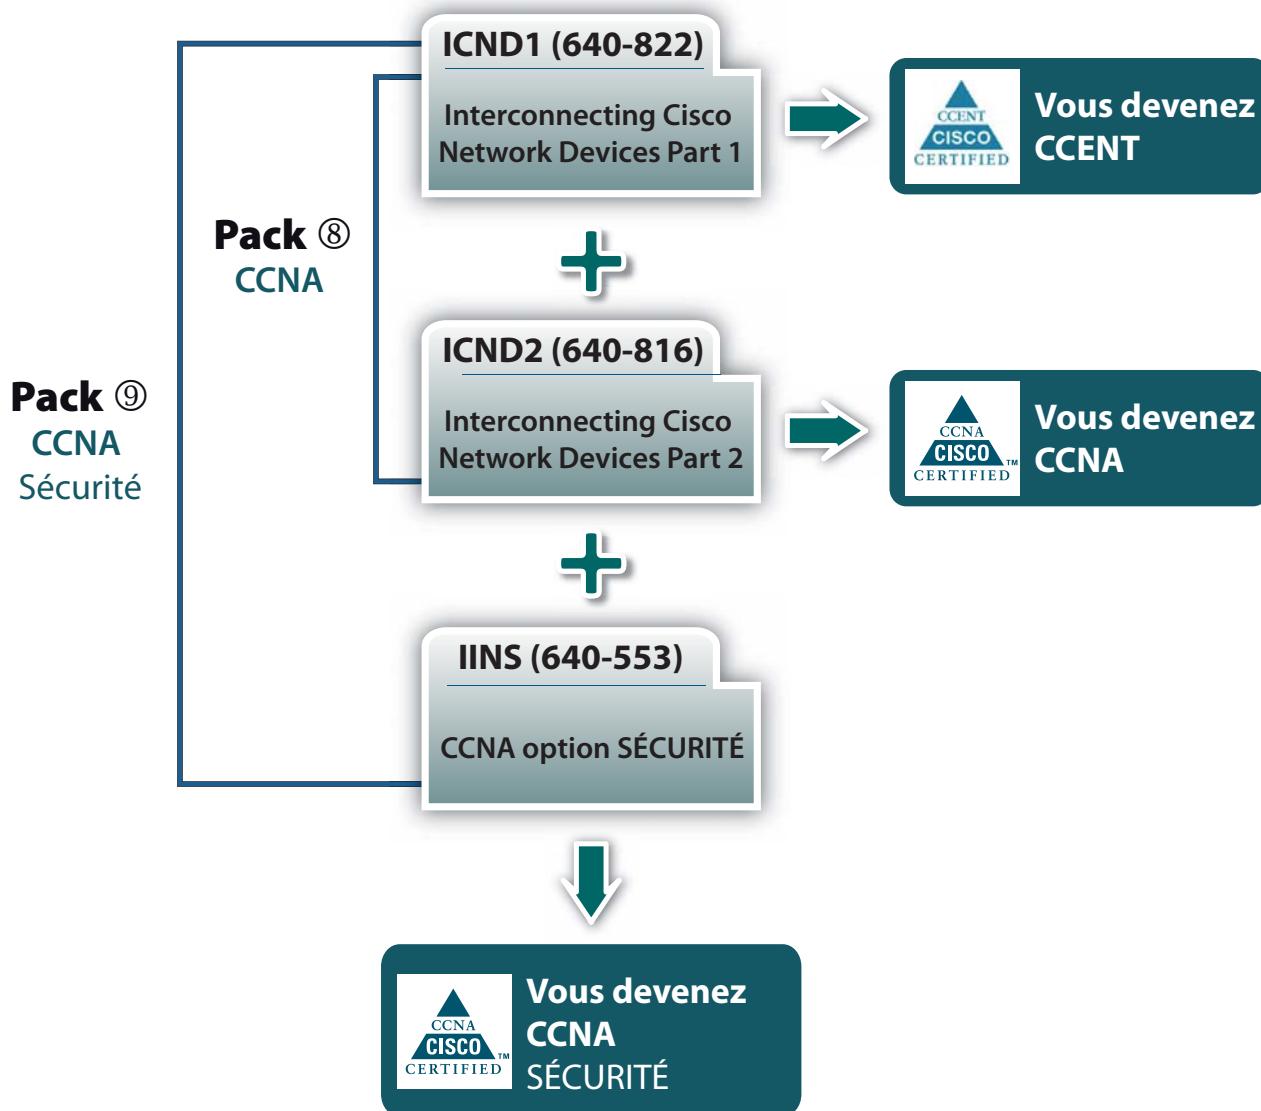 ICND1 (640-822)
Interconnecting Cisco
Network Devices Part 1
CCENT
CISCO
CERTIFIED
Vous devenez
CCENT
Pack ⑧
CCNA
ICND2 (640-816)
Interconnecting Cisco
Network Devices Part 2
CCNA
CISCO™
CERTIFIED
Vous devenez
CCNA
Pack ⑨
CCNA
Sécurité
IINS (640-553)
CCNA option SÉCURITÉ
CCNA
CISCO™
CERTIFIED
Vous devenez
CCNA
SÉCURITÉ